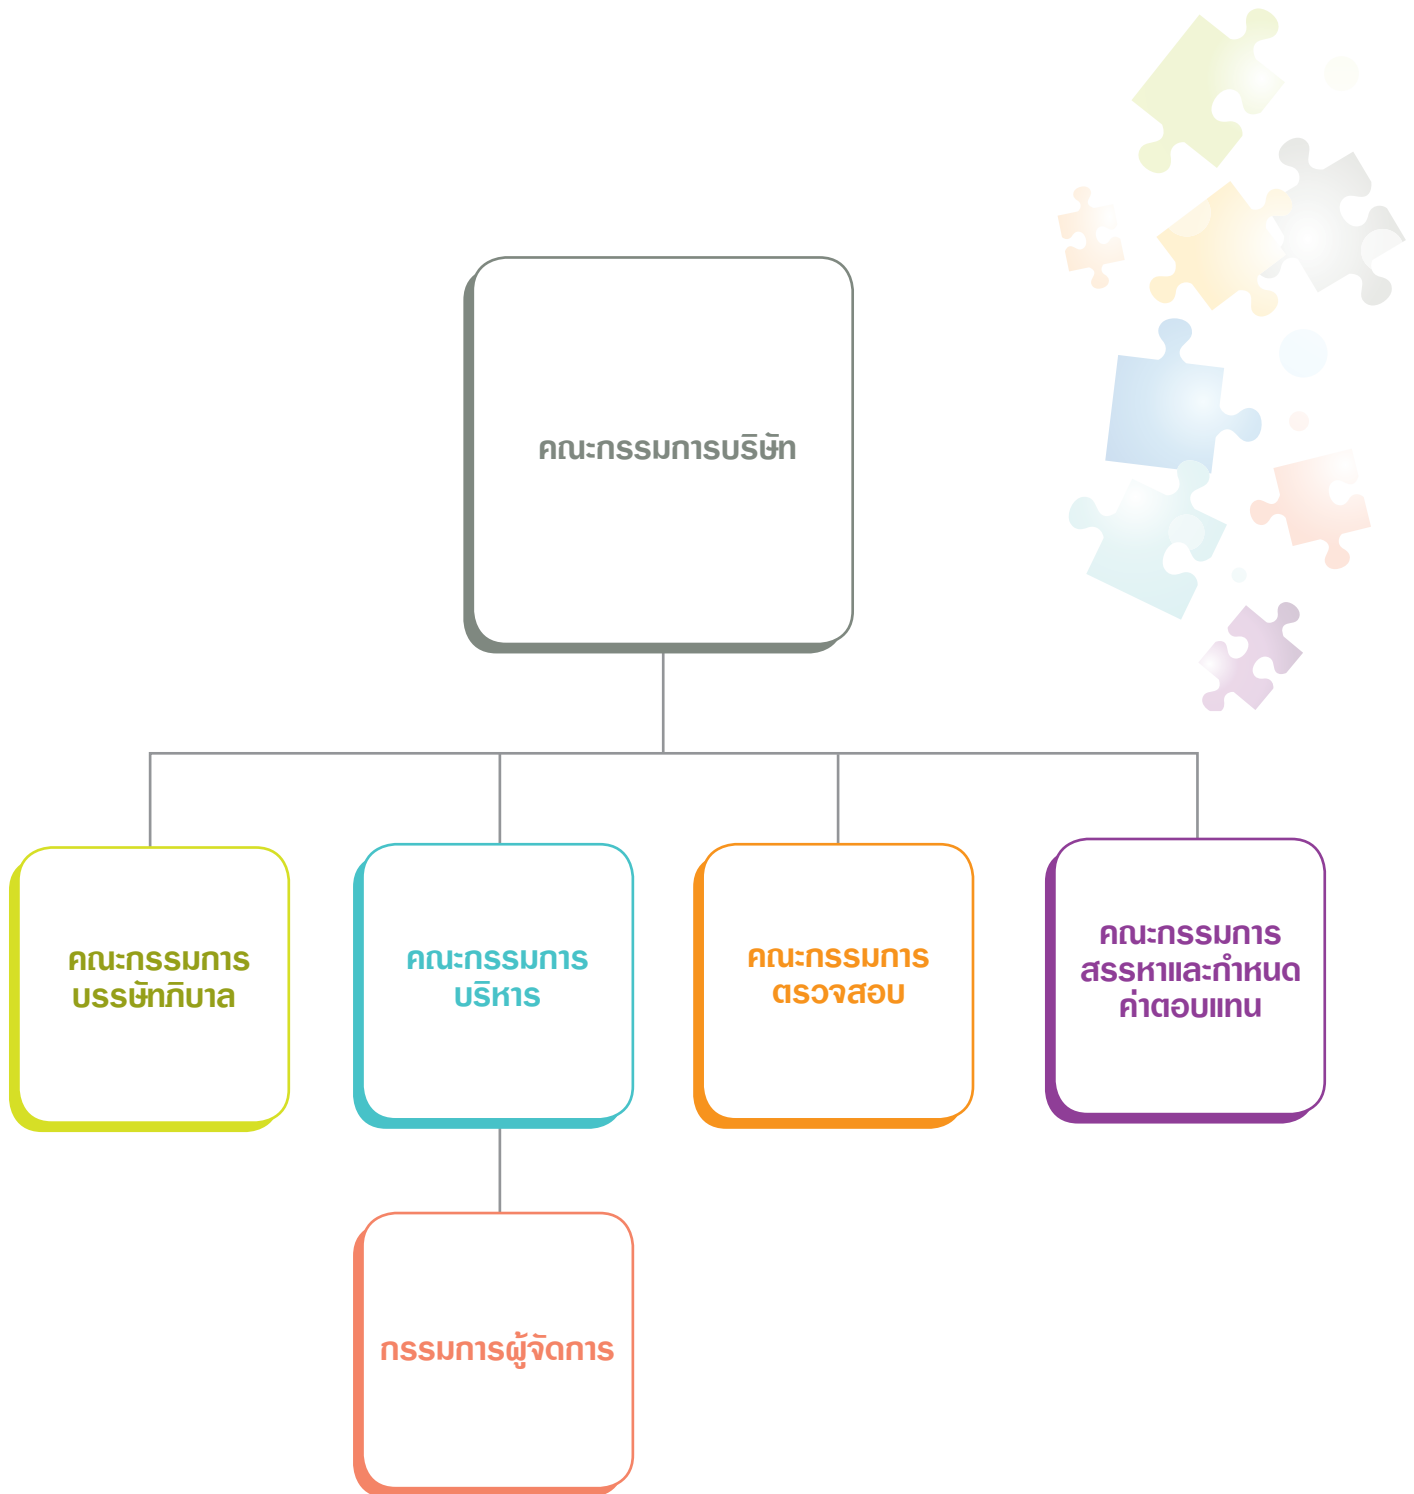 คณะกรรมการบริษัท
คณะกรรมการ
บรรษัทภิบาล
คณะกรรมการ
บริหาร
คณะกรรมการ
ตรวจสอบ
คณะกรรมการ
สรรหาและกำหนด
ค่าตอบแทน
กรรมการผู้จัดการ